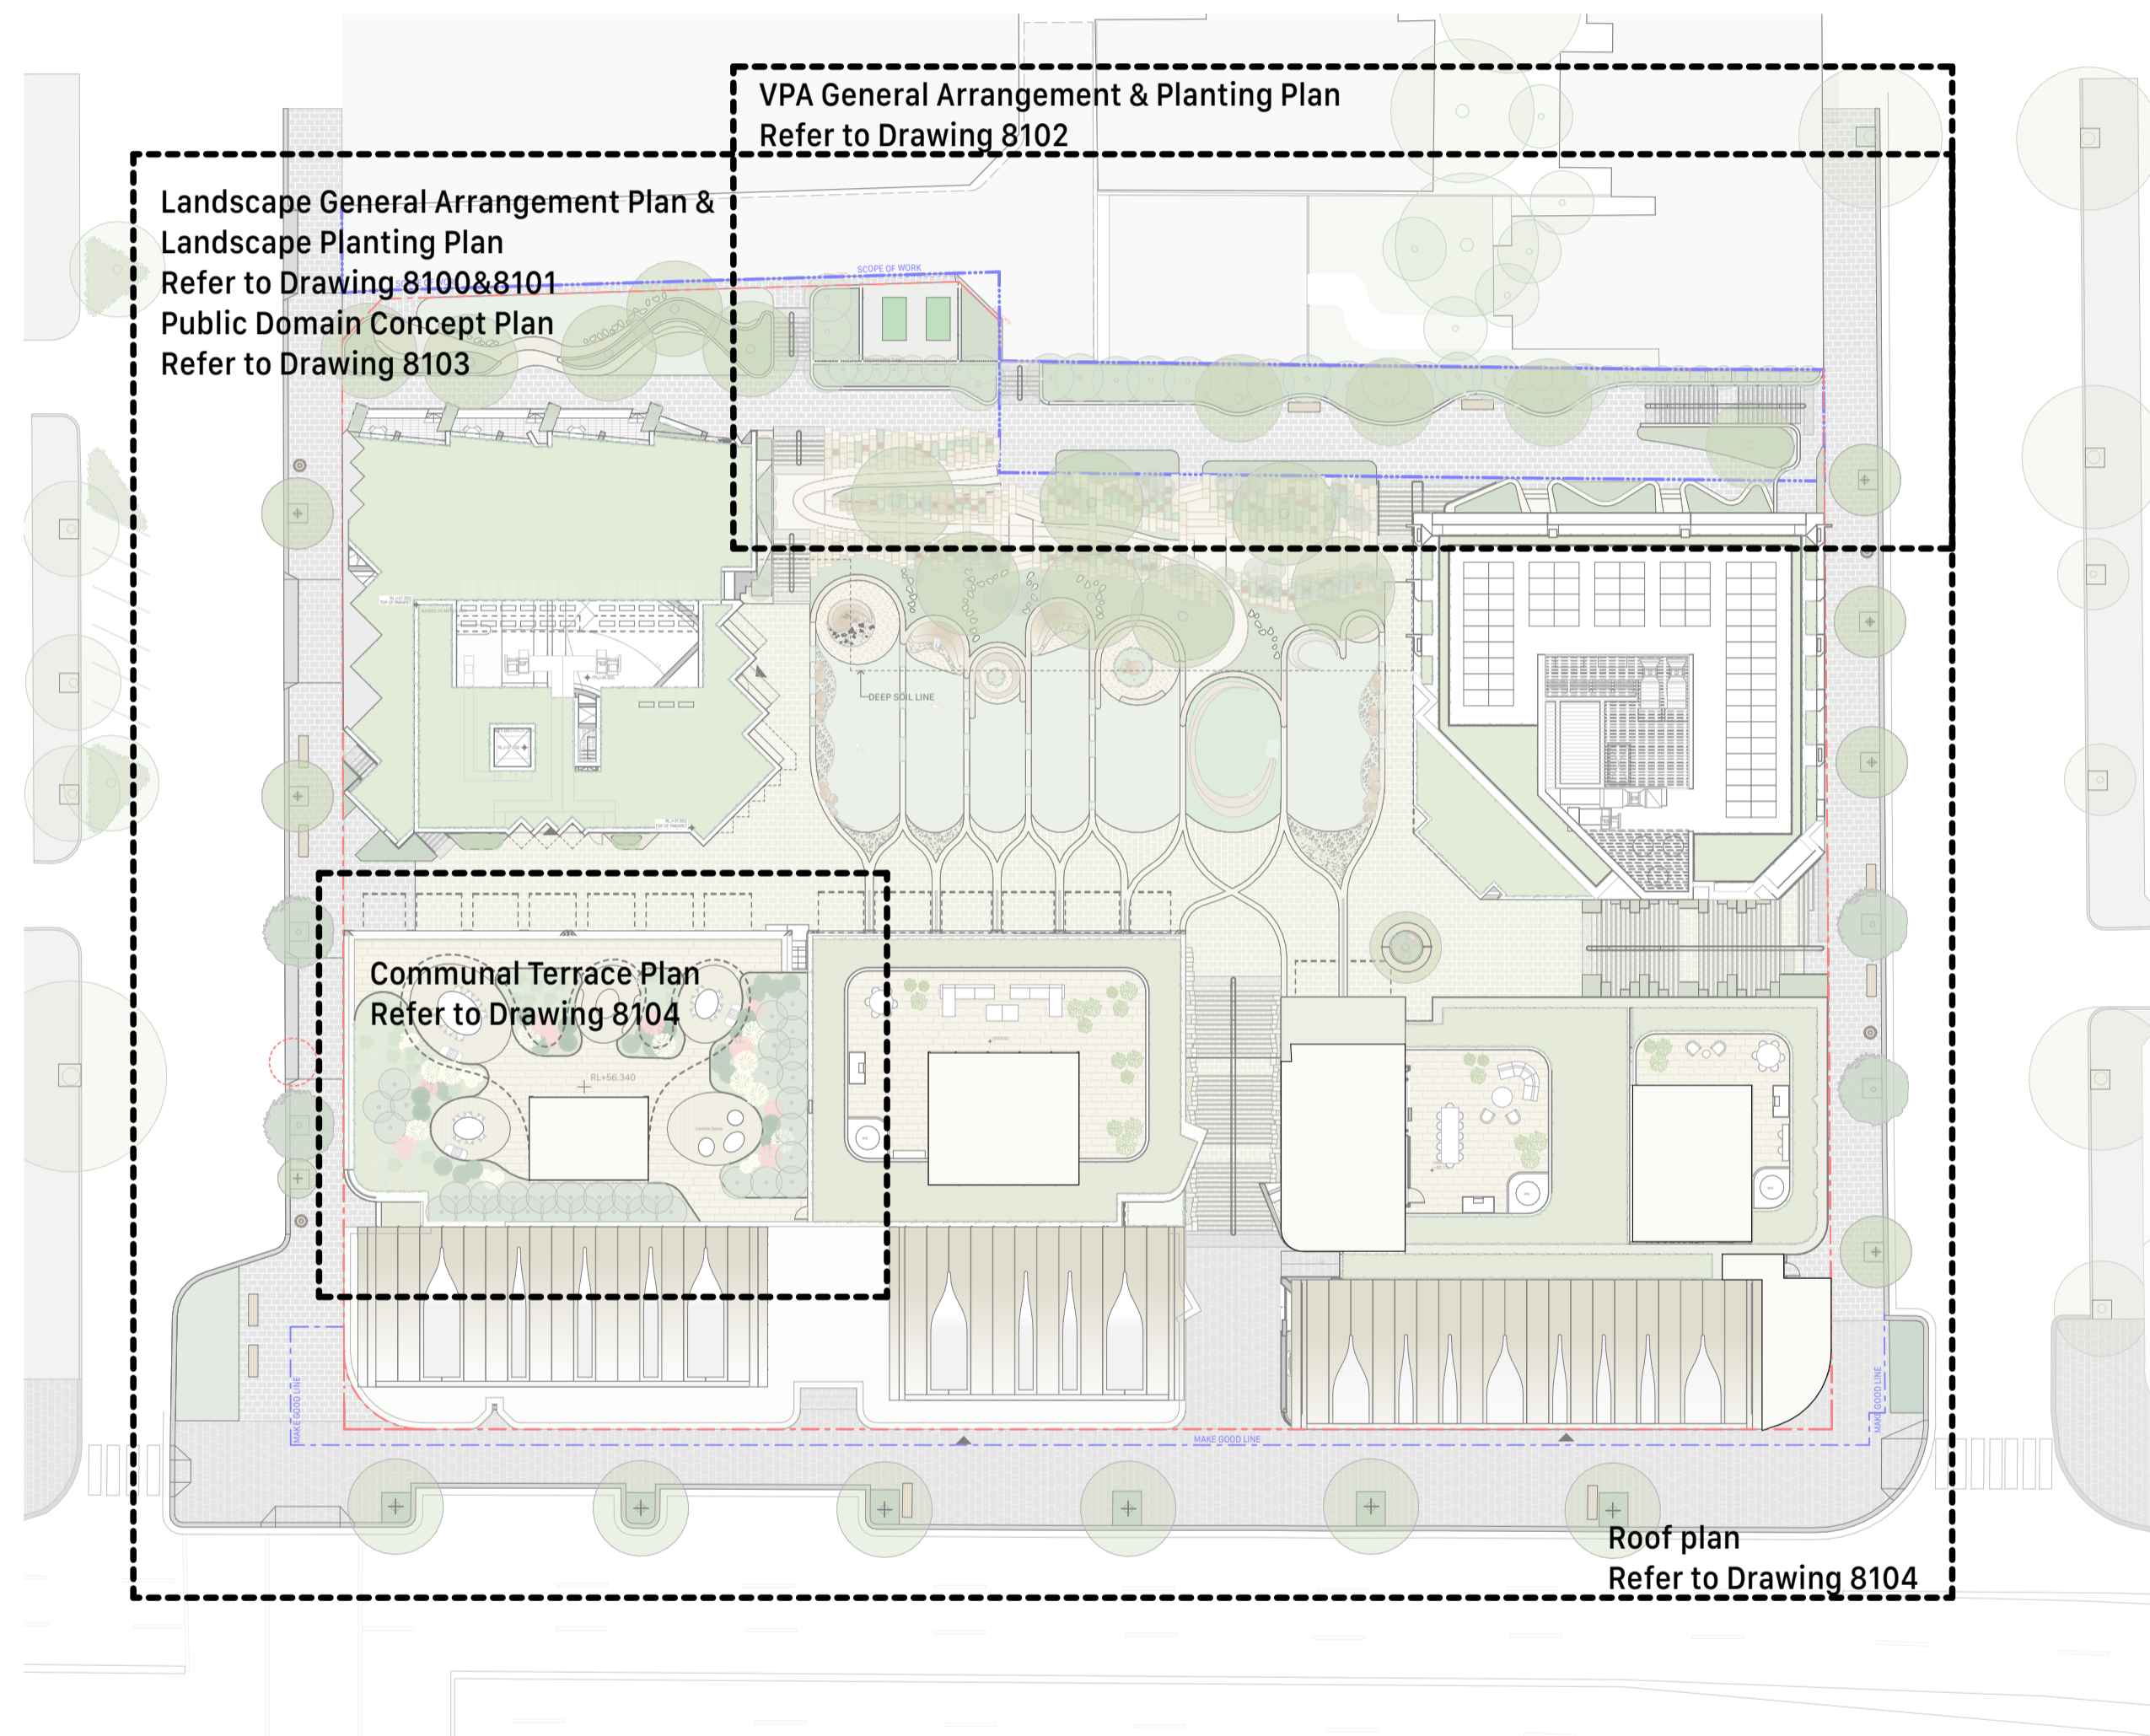 VPA General Arrangement & Planting Plan
Refer to Drawing 8102
Landscape General Arrangement Plan &
Landscape Planting Plan
Refer to Drawing 8100&8101
Public Domain Concept Plan
Refer to Drawing 8103
SCOPE OF WORK
DEEP SOIL LINE
Communal Terrace Plan
Refer to Drawing 8104
RL+56.340
MAKE GOOD LINE
MAKE GOOD LINE
MAKE GOOD LINE
Roof plan
Refer to Drawing 8104